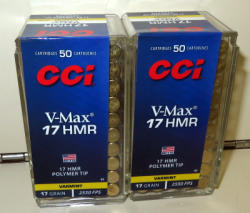 CARTRIDGES 50 CARTOUCHES
CCI
V-Max®
17 HMR
17 HMR
POLYMER TIP
VARMINT
17 GRAIN 2550 FPS
CARTRIDGES 50 CARTOUCHES
CCI
V-Max®
17 HMR
17 HMR
POLYMER TIP
VARMINT
17 GRAIN 2550 FPS